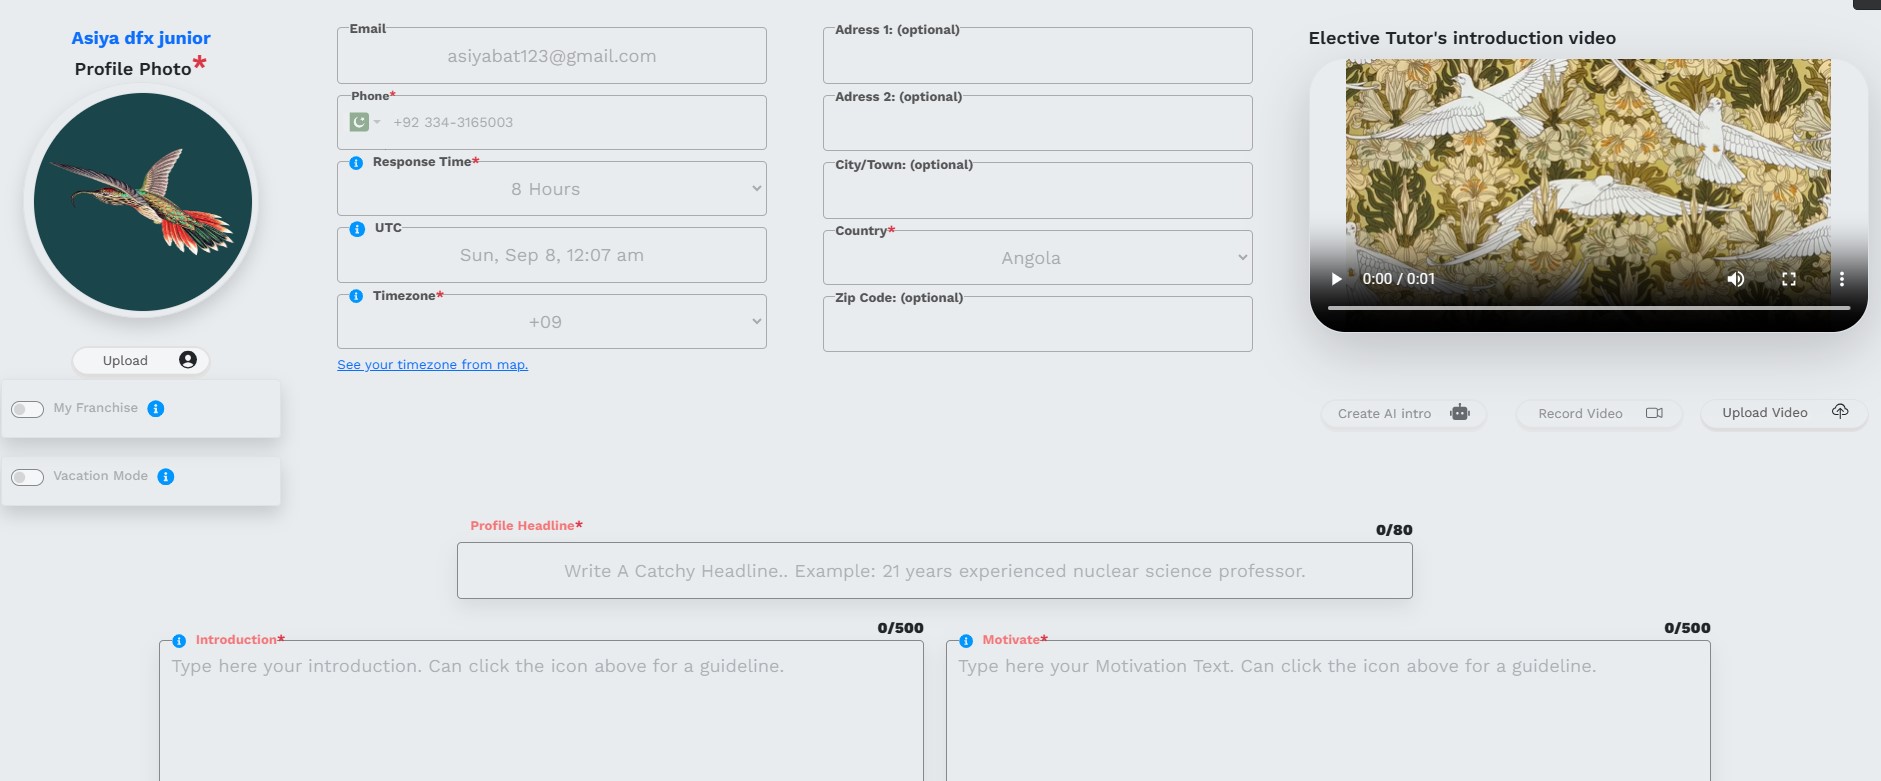 Asiya dfx junior
Profile Photo*
Upload
My Franchise
Vacation Mode
Email
asiyabat123@gmail.com
Phone*
+92 334-3165003
Response Time*
8 Hours
UTC
Sun, Sep 8, 12:07 am
Timezone*
+09
See your timezone from map.
Adress 1: (optional)
Adress 2: (optional)
City/Town: (optional)
Country*
Angola
Zip Code: (optional)
Elective Tutor's introduction video
0:00 / 0:01
Create AI intro
Record Video
Upload Video
Profile Headline*
0/80
Write A Catchy Headline.. Example: 21 years experienced nuclear science professor.
0/500
Introduction*
Type here your introduction. Can click the icon above for a guideline.
0/500
Motivate*
Type here your Motivation Text. Can click the icon above for a guideline.